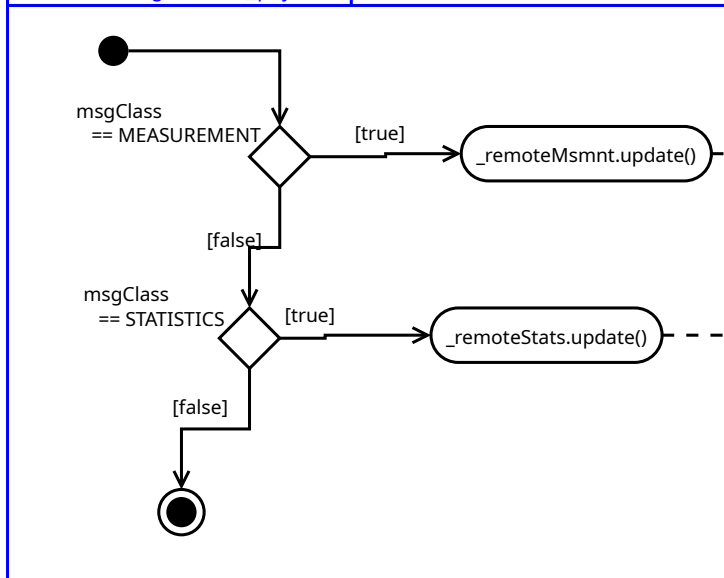 msgClass
== MEASUREMENT
[true]
_remoteMsmnt.update()
[false]
msgClass
== STATISTICS
[true]
_remoteStats.update()
[false]